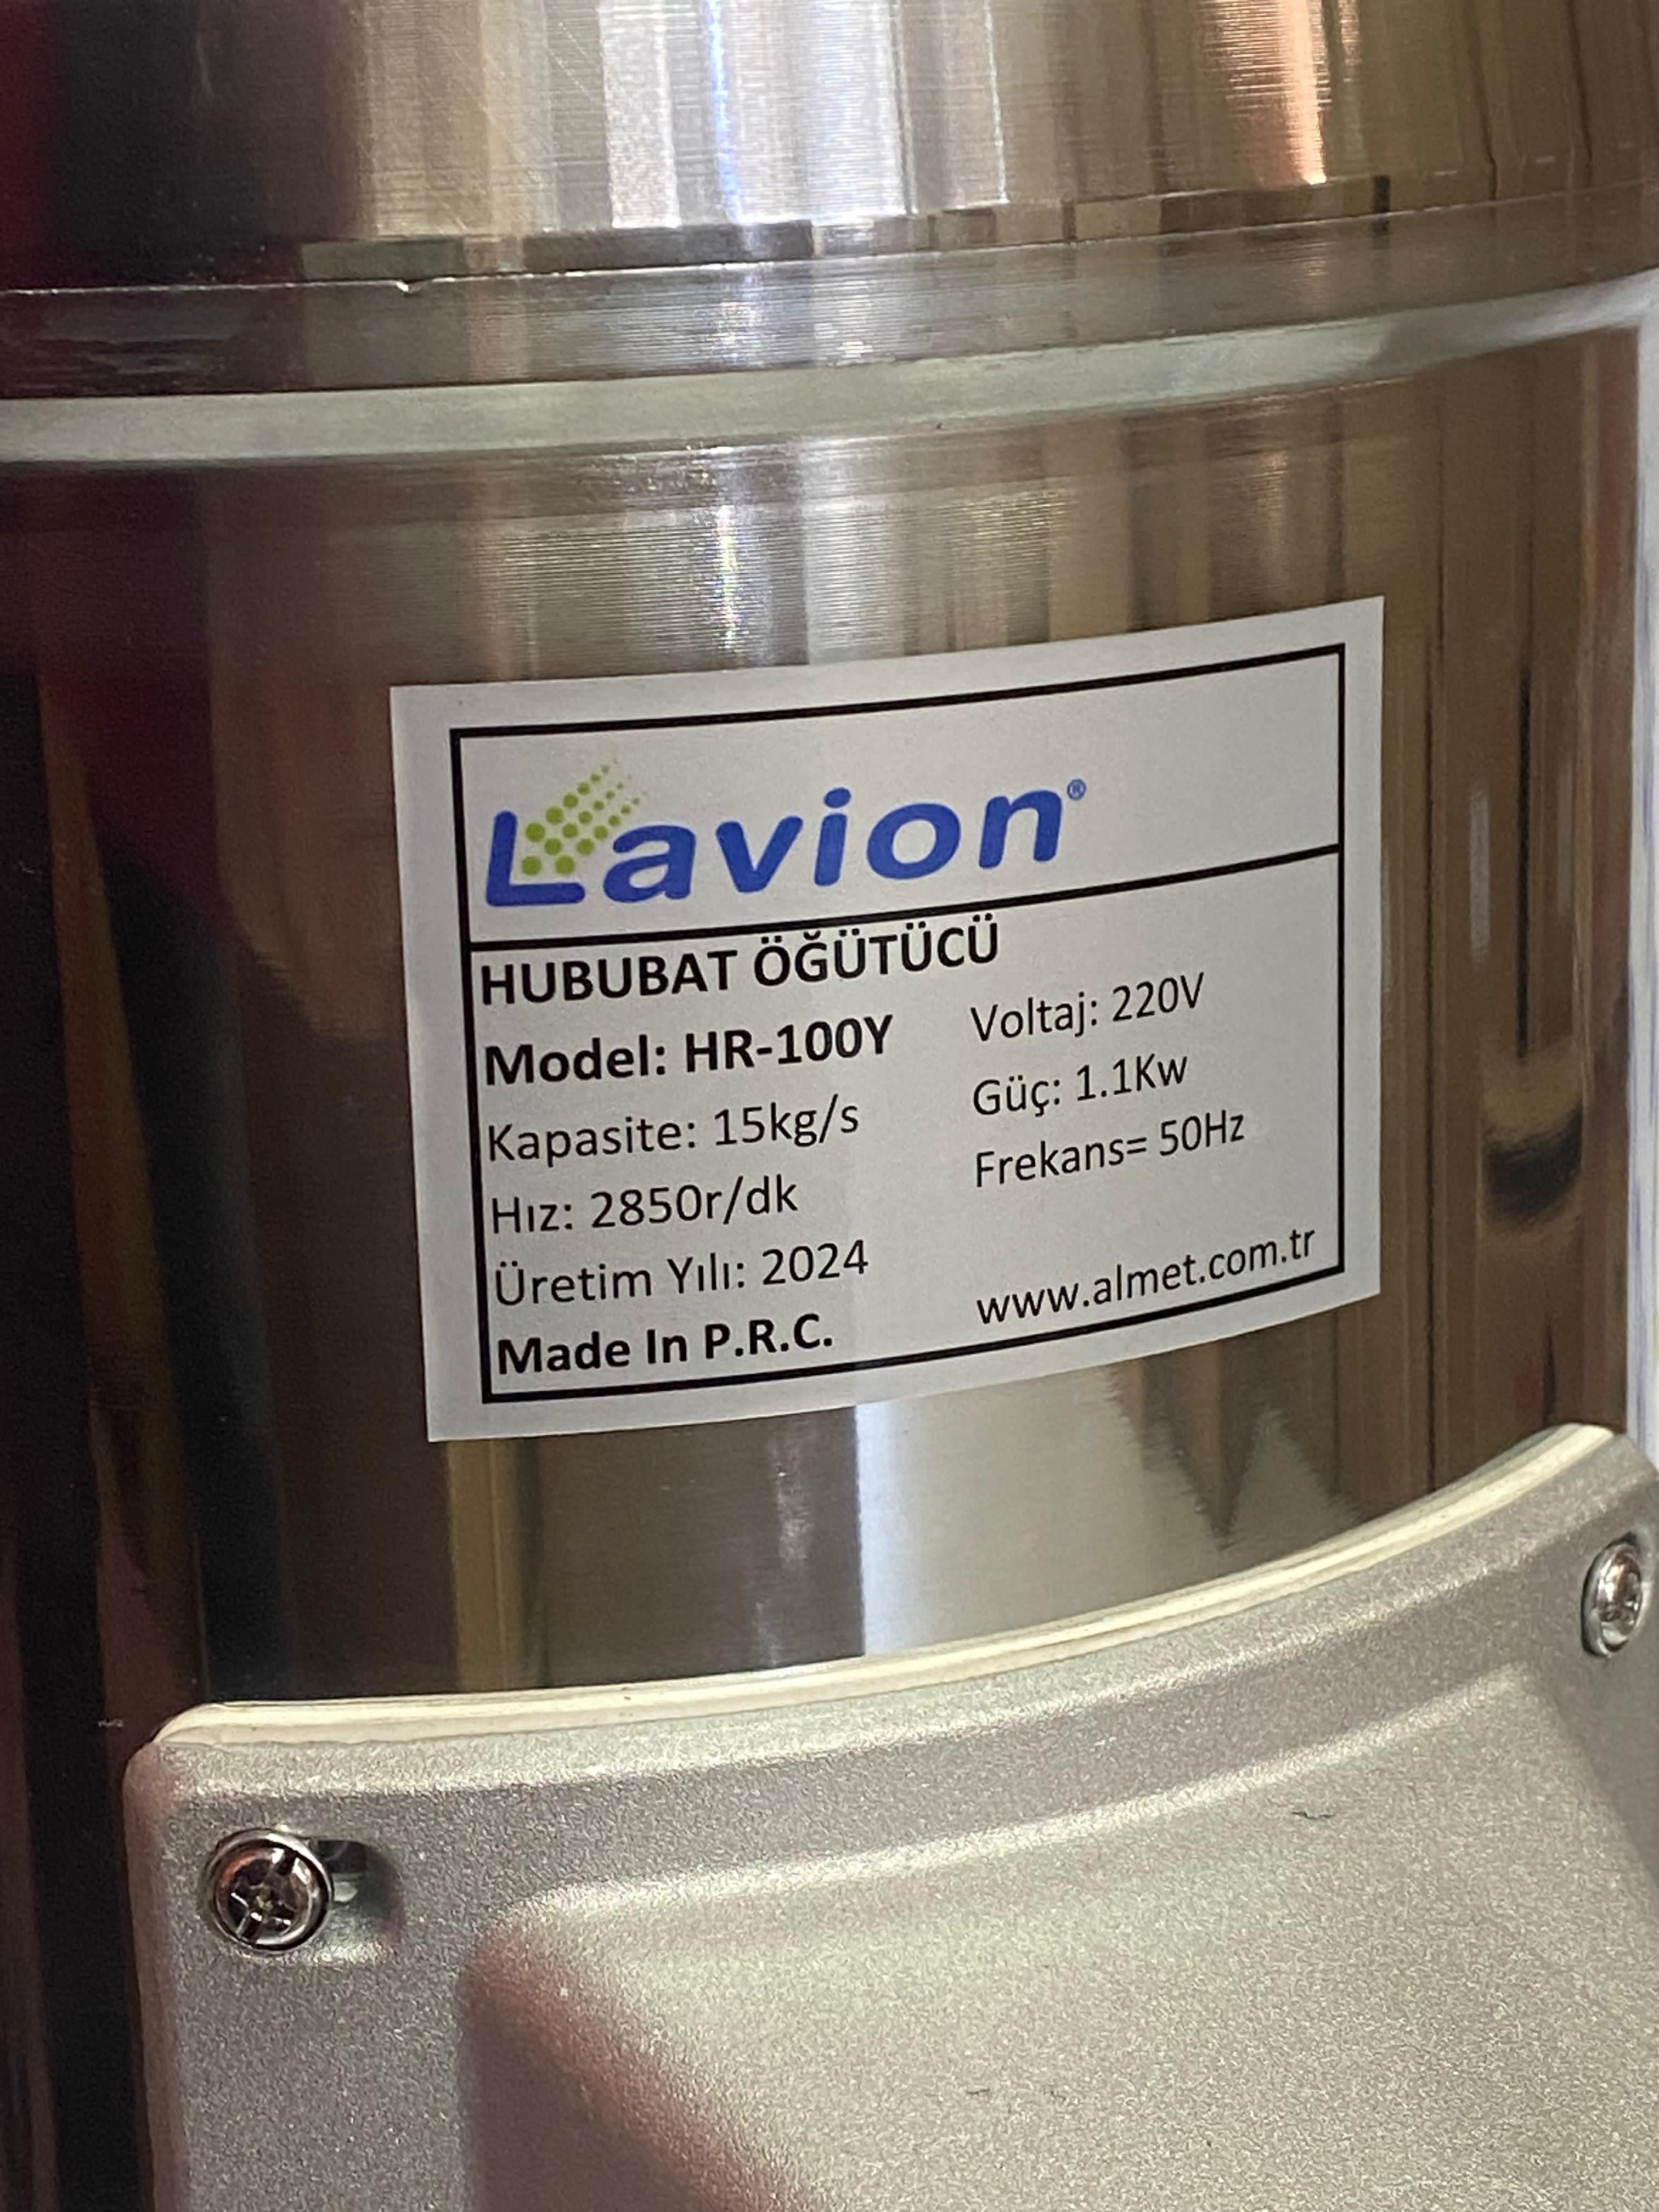 Lavion®
HUBUBAT ÖĞÜTÜCÜ
Model: HR-100Y
Voltaj: 220V
Kapasite: 15kg/s
Güç: 1.1Kw
Hız: 2850r/dk
Frekans= 50Hz
Üretim Yılı: 2024
Made In P.R.C.
www.almet.com.tr